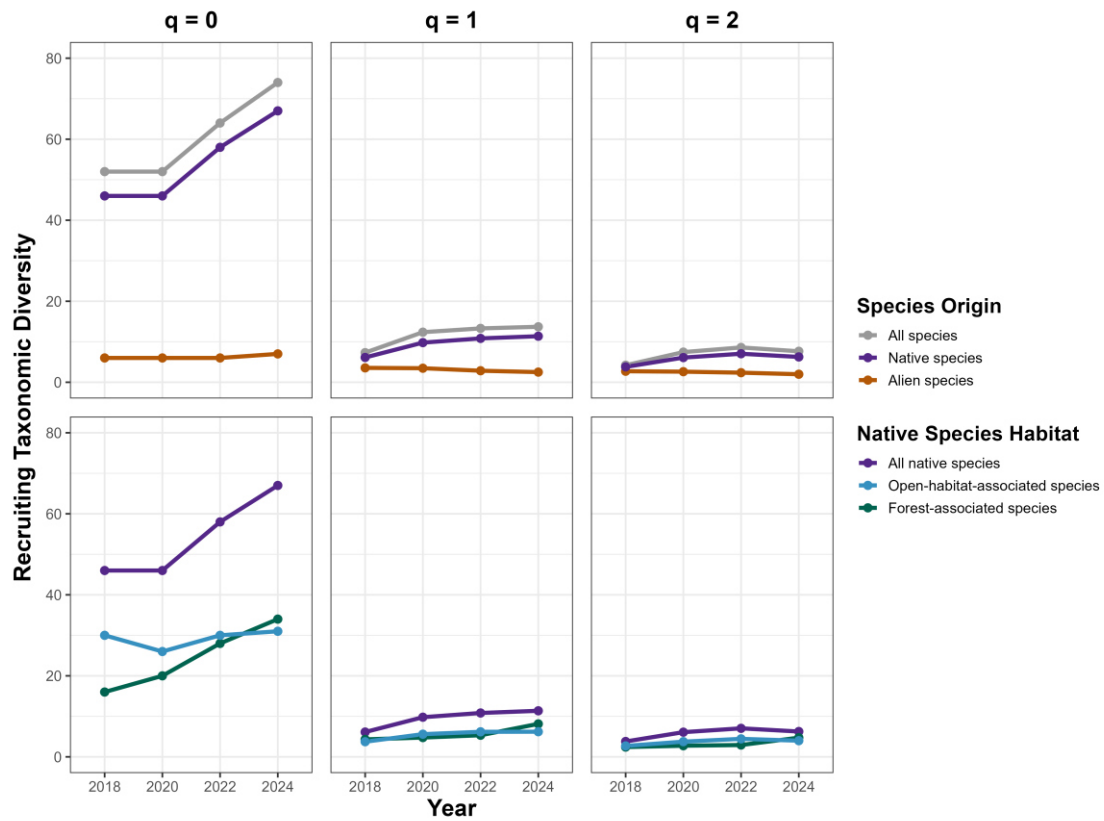 q = 0
q = 1
q = 2
Recruiting Taxonomic Diversity
80
60
40
20
0
80
60
40
20
0
2018 2020 2022 2024
2018 2020 2022 2024
2018 2020 2022 2024
Year
Species Origin
All species
Native species
Alien species
Native Species Habitat
All native species
Open-habitat-associated species
Forest-associated species